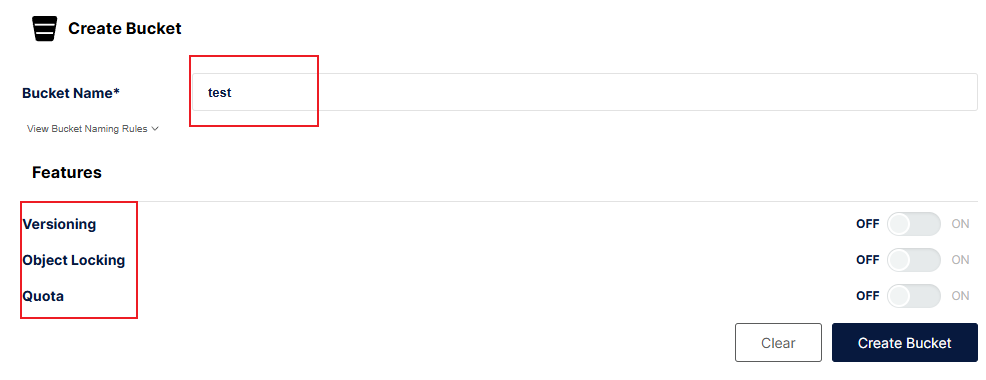 Create Bucket
Bucket Name*
test
View Bucket Naming Rules
Features
Versioning OFF ON
Object Locking OFF ON
Quota OFF ON
Clear Create Bucket